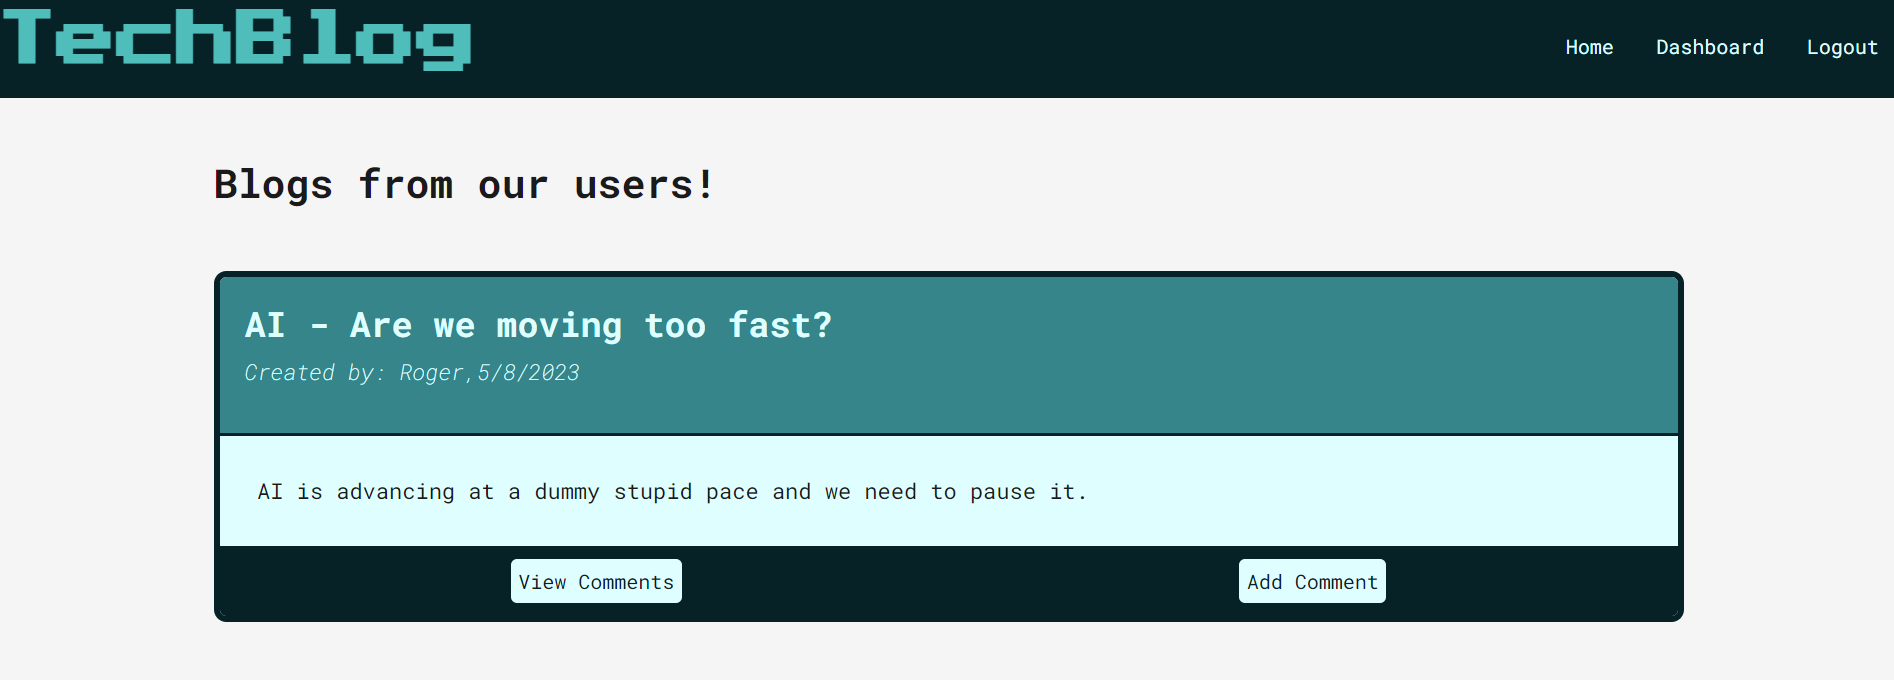 TechBlog
Home Dashboard Logout
Blogs from our users!
AI - Are we moving too fast?
Created by: Roger,5/8/2023
AI is advancing at a dummy stupid pace and we need to pause it.
View Comments Add Comment